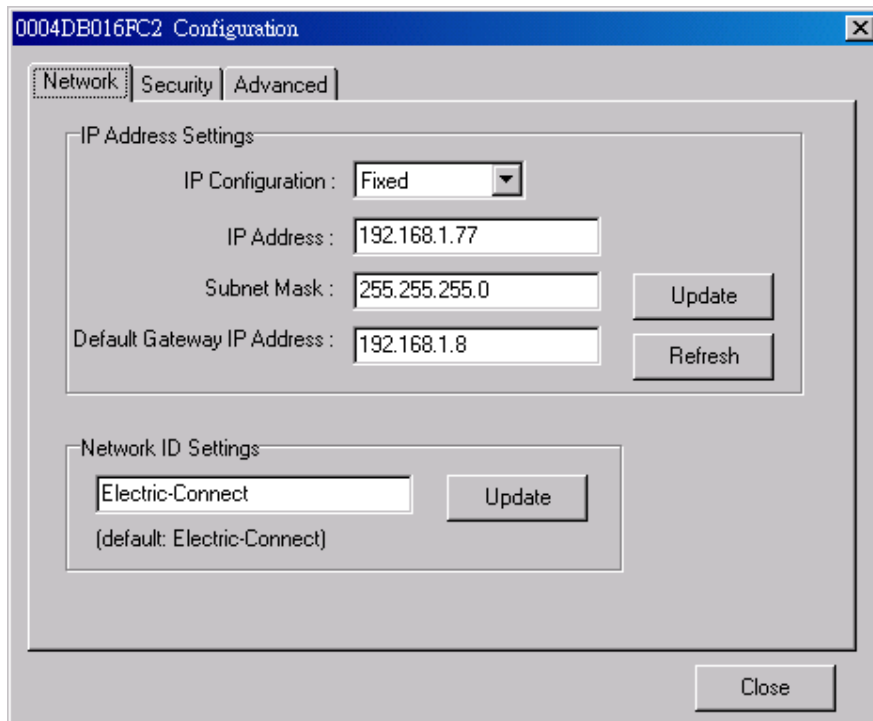 0004DB016FC2 Configuration
Network Security Advanced
IP Address Settings
IP Configuration : Fixed
IP Address : 192.168.1.77
Subnet Mask : 255.255.255.0
Update
Default Gateway IP Address : 192.168.1.8
Refresh
Network ID Settings
Electric-Connect
Update
(default: Electric-Connect)
Close